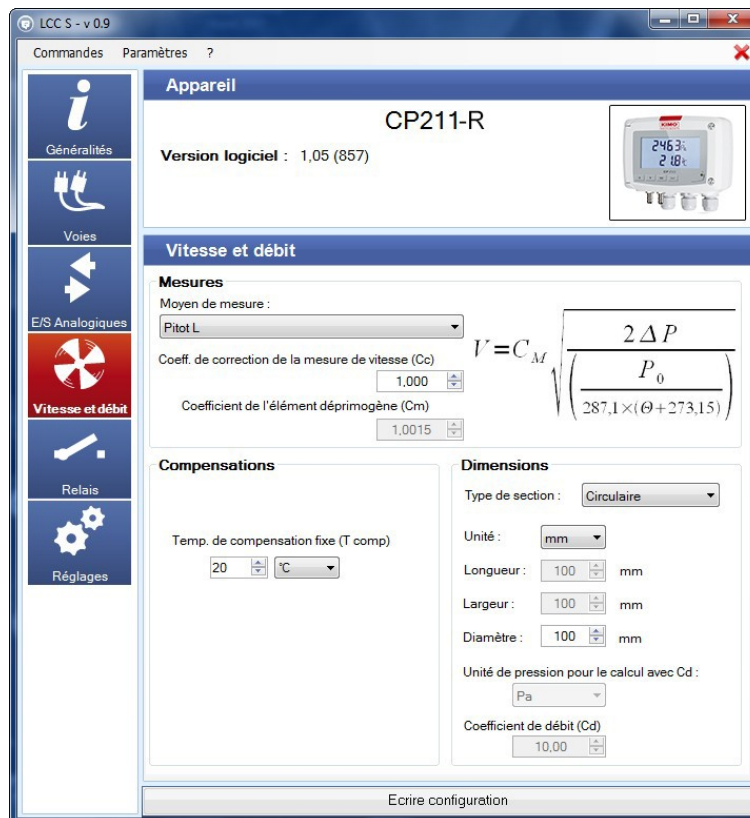 LCC S - v 0.9
Commandes Paramètres ?
Généralités
Voies
E/S Analogiques
Vitesse et débit
Relais
Réglages
Appareil
CP211-R
Version logiciel : 1,05 (857)
KIMO
Vitesse et débit
Mesures
Moyen de mesure :
Pitot L
Coeff. de correction de la mesure de vitesse (Cc)
1,000
Coefficient de l'élément déprimogène (Cm)
1,0015
V = C_M √ ( 2 Δ P / ( P_0 / 287,1×(Θ+273,15) ) )
Compensations
Temp. de compensation fixe (T comp)
20 °C
Dimensions
Type de section : Circulaire
Unité : mm
Longueur : 100 mm
Largeur : 100 mm
Diamètre : 100 mm
Unité de pression pour le calcul avec Cd :
Pa
Coefficient de débit (Cd)
10,00
Ecrire configuration